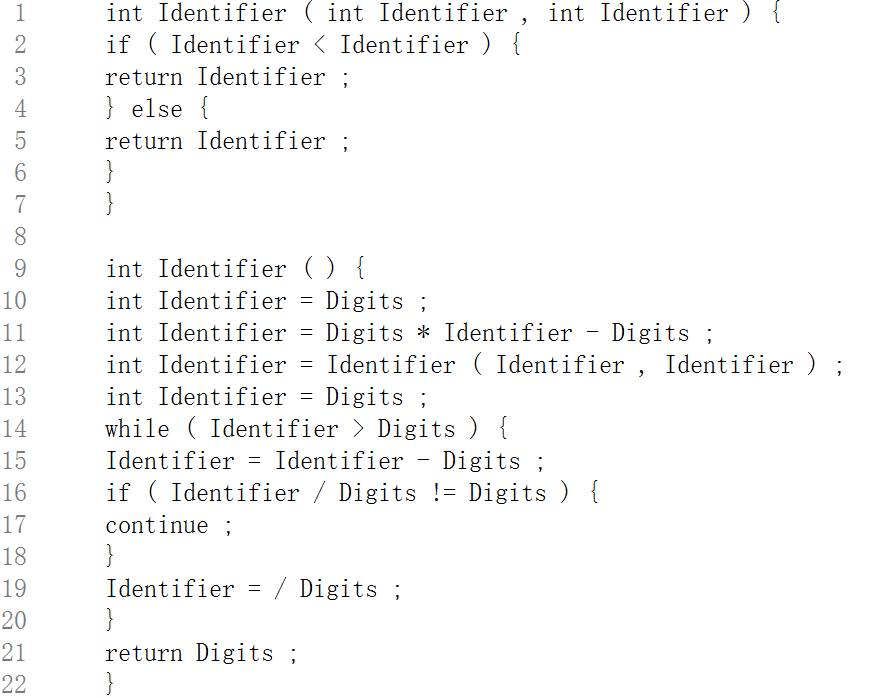 1 int Identifier ( int Identifier , int Identifier ) {
2 if ( Identifier < Identifier ) {
3 return Identifier ;
4 } else {
5 return Identifier ;
6 }
7 }
8
9 int Identifier ( ) {
10 int Identifier = Digits ;
11 int Identifier = Digits * Identifier - Digits ;
12 int Identifier = Identifier ( Identifier , Identifier ) ;
13 int Identifier = Digits ;
14 while ( Identifier > Digits ) {
15 Identifier = Identifier - Digits ;
16 if ( Identifier / Digits != Digits ) {
17 continue ;
18 }
19 Identifier = / Digits ;
20 }
21 return Digits ;
22 }